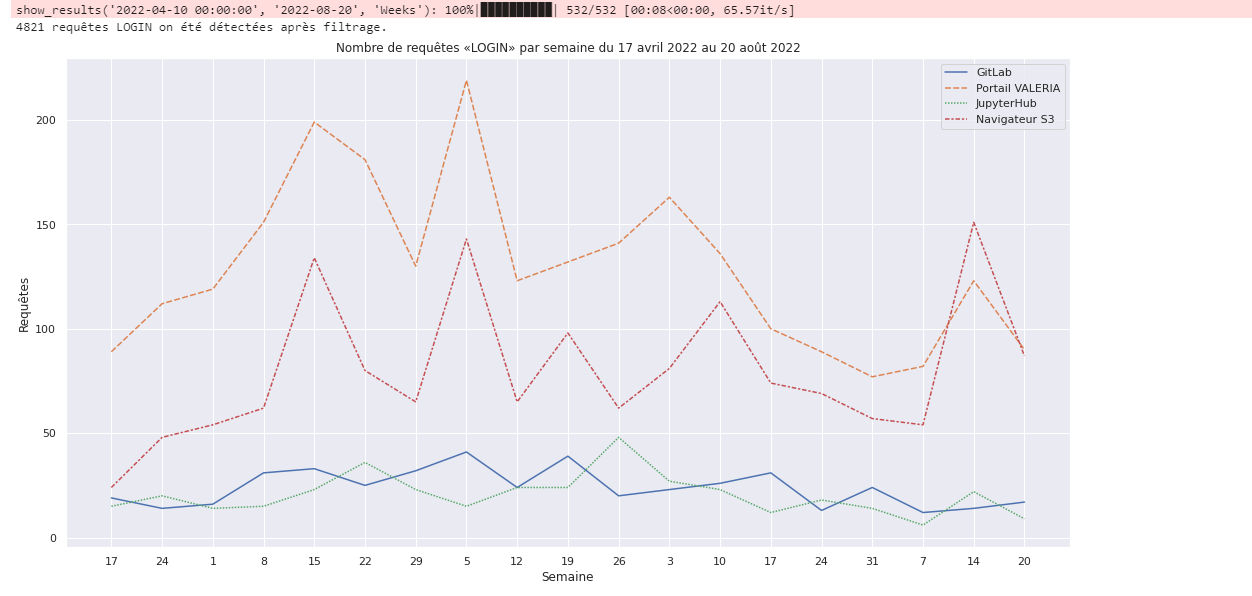 show_results('2022-04-10 00:00:00', '2022-08-20', 'Weeks'): 100%|██████████| 532/532 [00:08<00:00, 65.57it/s]
4821 requêtes LOGIN on été détectées après filtrage.
Nombre de requêtes «LOGIN» par semaine du 17 avril 2022 au 20 août 2022
GitLab
Portail VALERIA
JupyterHub
Navigateur S3
200
150
100
50
0
Requêtes
17 24 1 8 15 22 29 5 12 19 26 3 10 17 24 31 7 14 20
Semaine